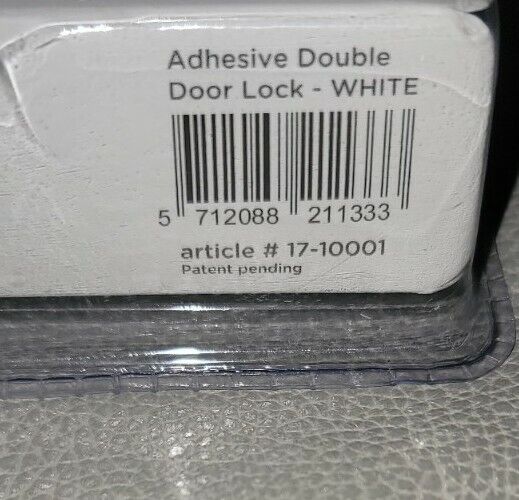 Adhesive Double
Door Lock - WHITE
5 712088 211333
article # 17-10001
Patent pending